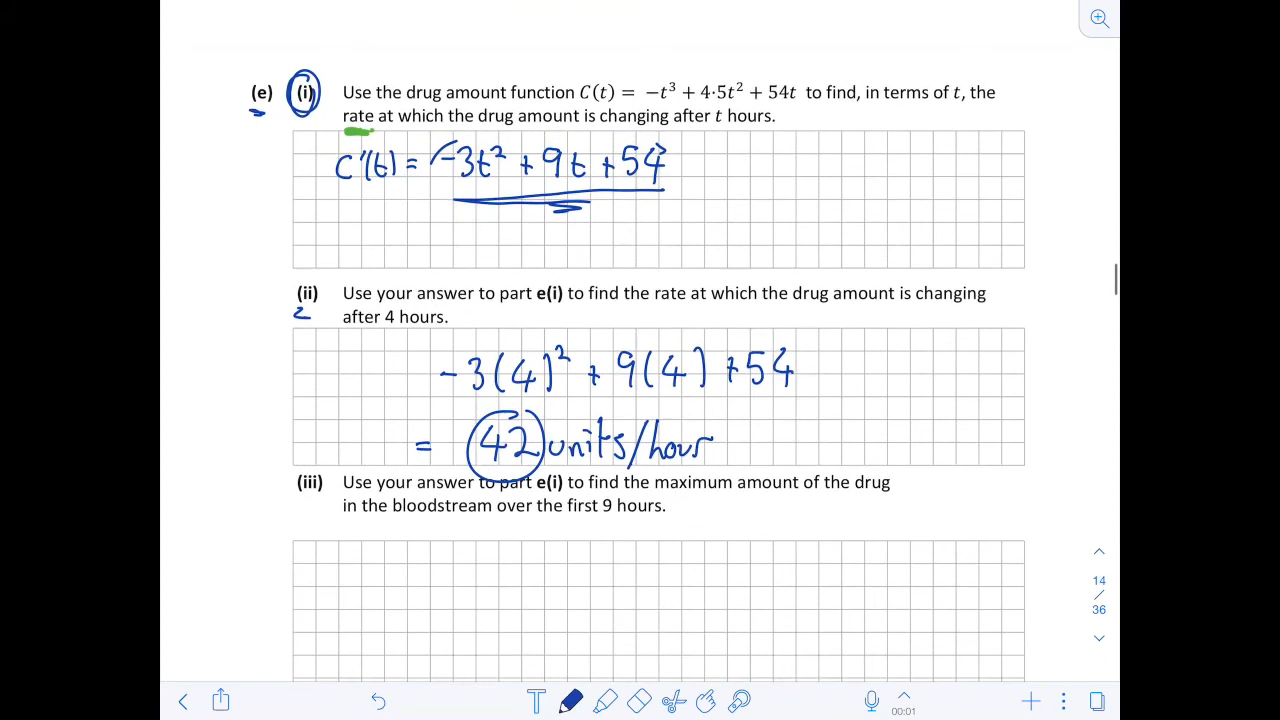 (e) (i) Use the drug amount function C(t) = −t³ + 4·5t² + 54t to find, in terms of t, the
rate at which the drug amount is changing after t hours.
C'(t) = -3t² + 9t + 54
(ii) Use your answer to part e(i) to find the rate at which the drug amount is changing
2
after 4 hours.
-3(4)² + 9(4) + 54
= 42 units/hour
(iii) Use your answer to part e(i) to find the maximum amount of the drug
in the bloodstream over the first 9 hours.
14
/
36
T
00:01